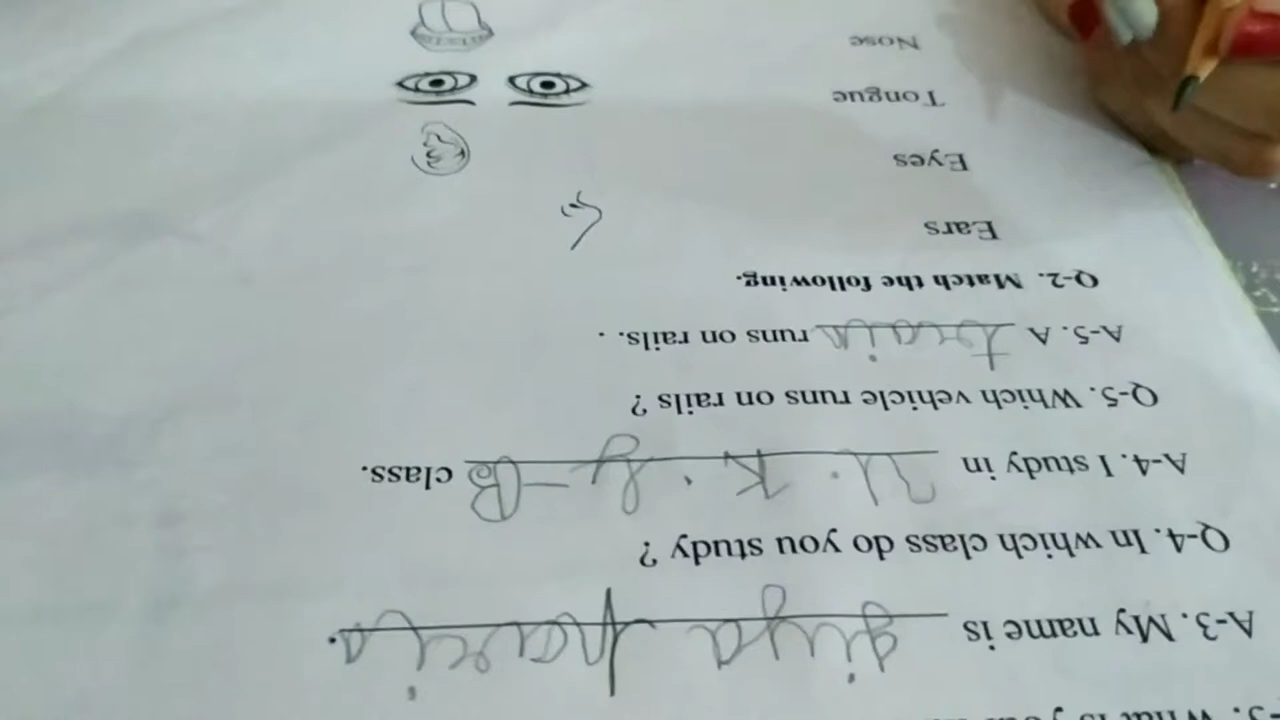 A-3. My name is jiya
Q-4. In which class do you study ?
A-4. I study in U. K. G - B class.
Q-5. Which vehicle runs on rails ?
A-5. A train runs on rails. .
Q-2. Match the following.
Ears
Eyes
Tongue
Nose